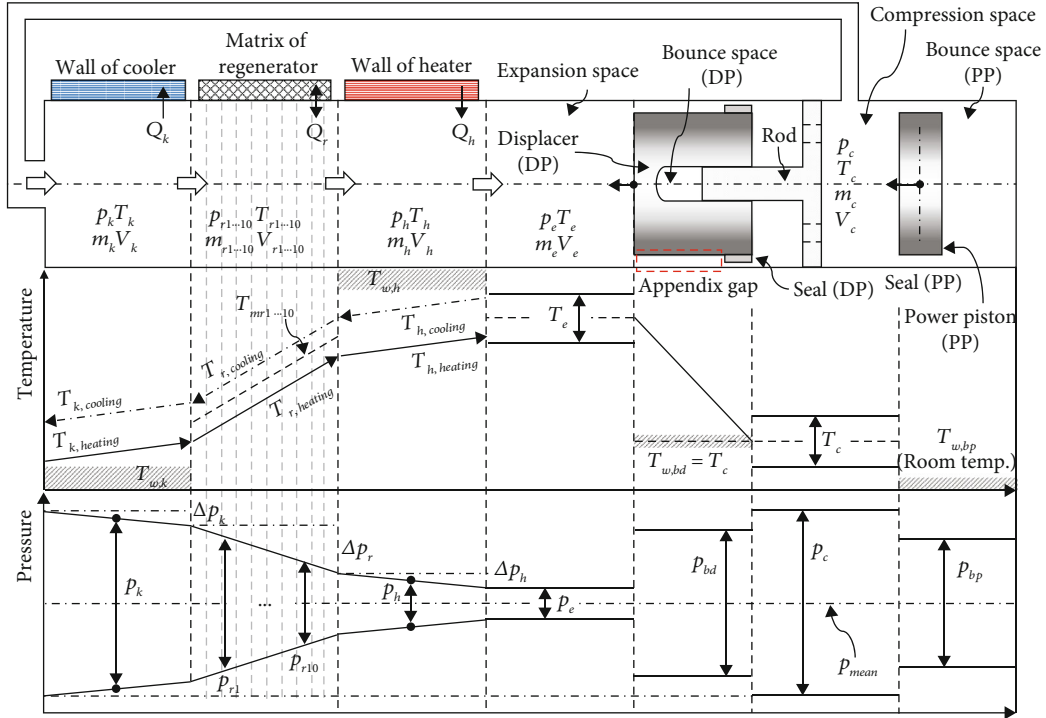 Compression space
Bounce space
(PP)
Bounce space
(DP)
Matrix of
regenerator
Wall of cooler
Wall of heater
Expansion space
Q_k
Q_r
Q_h
Displacer
(DP)
Rod
p_c
T_c
m_c
V_c
p_k T_k
m_k V_k
p_r1...10 T_r1...10
m_r1...10 V_r1...10
p_h T_h
m_h V_h
p_e T_e
m_e V_e
Appendix gap
Seal (DP)
Seal (PP)
Power piston
(PP)
Temperature
T_w,h
T_mr1...10
T_h,cooling
T_e
T_r,cooling
T_h,heating
T_k,cooling
T_r,heating
T_k,heating
T_c
T_w,bp
(Room temp.)
T_w,bd = T_c
T_w,k
Pressure
Δp_k
Δp_r
Δp_h
p_k
...
p_h
p_e
p_bd
p_c
p_bp
p_r1
p_r10
p_mean